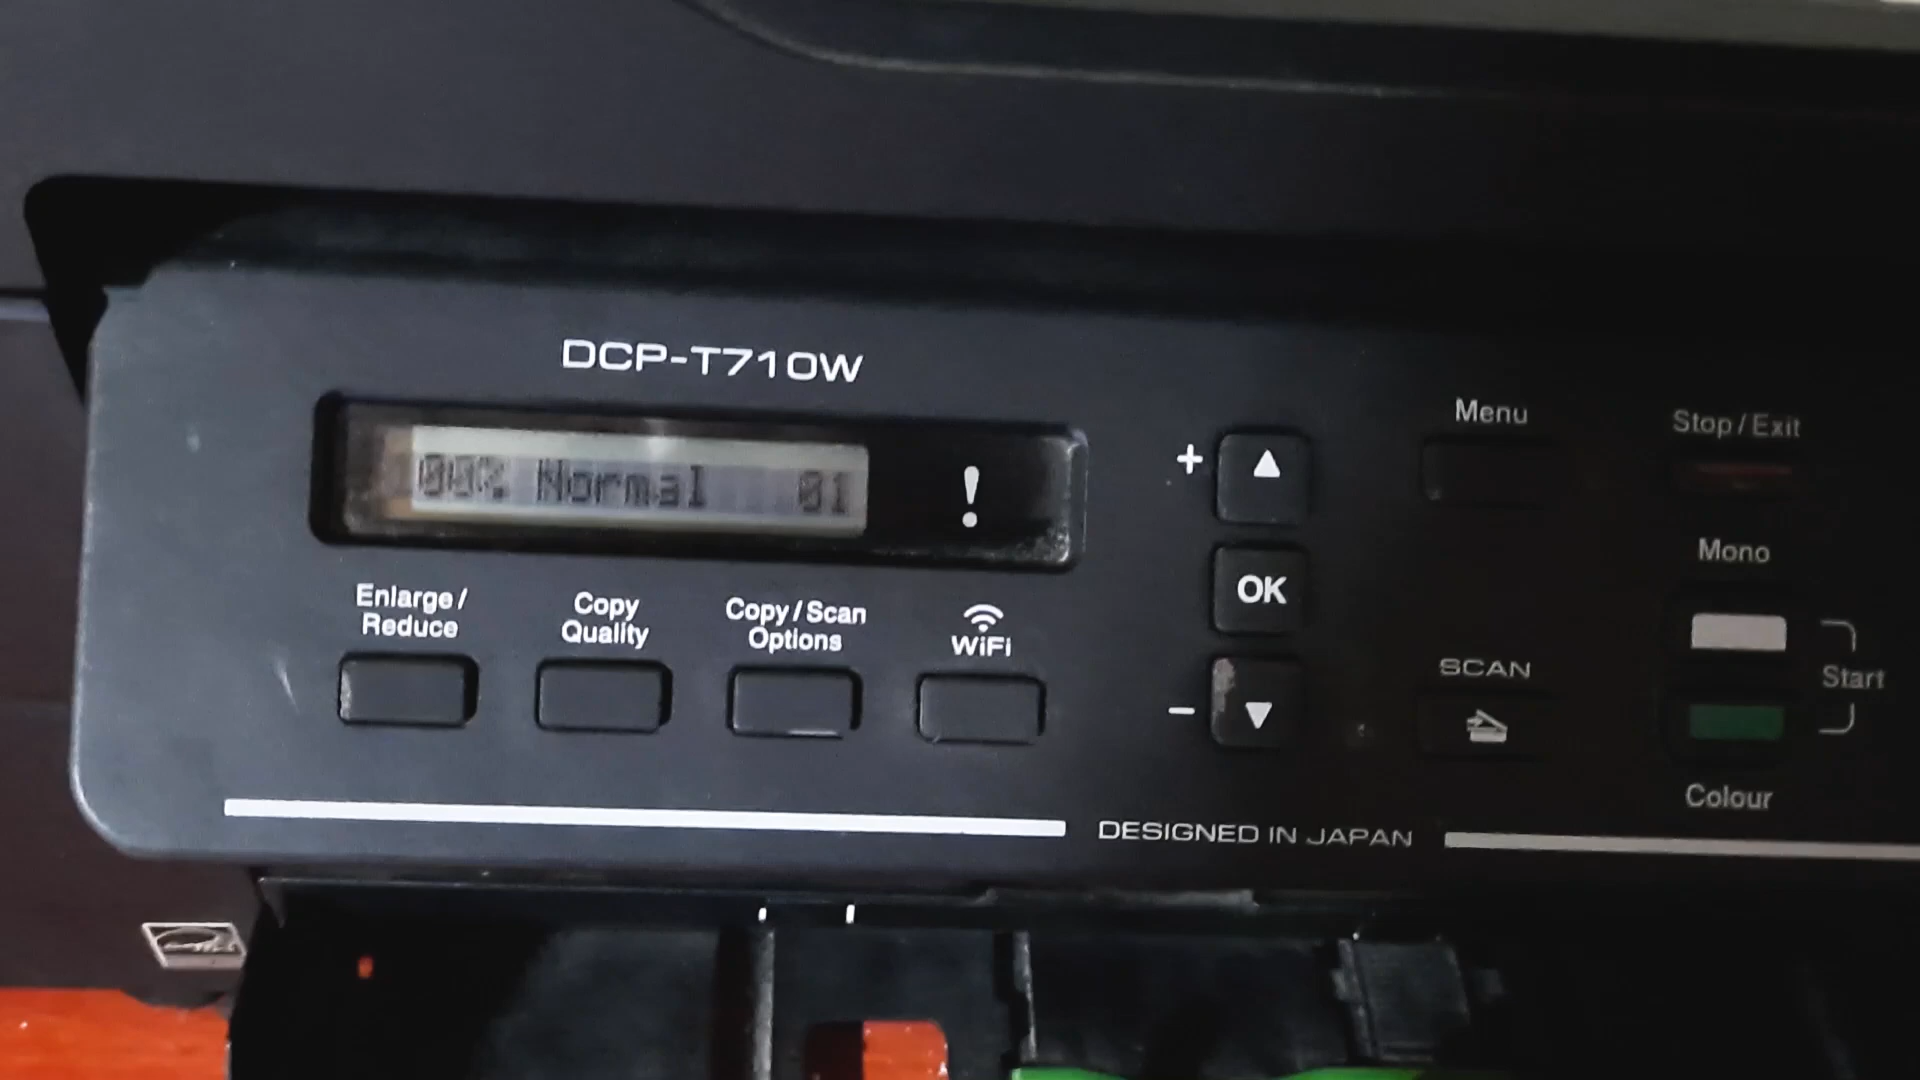 DCP-T710W
00% Normal 01
!
+
Menu
Stop/Exit
OK
Mono
Enlarge/
Reduce
Copy
Quality
Copy/Scan
Options
WiFi
SCAN
Start
−
Colour
DESIGNED IN JAPAN